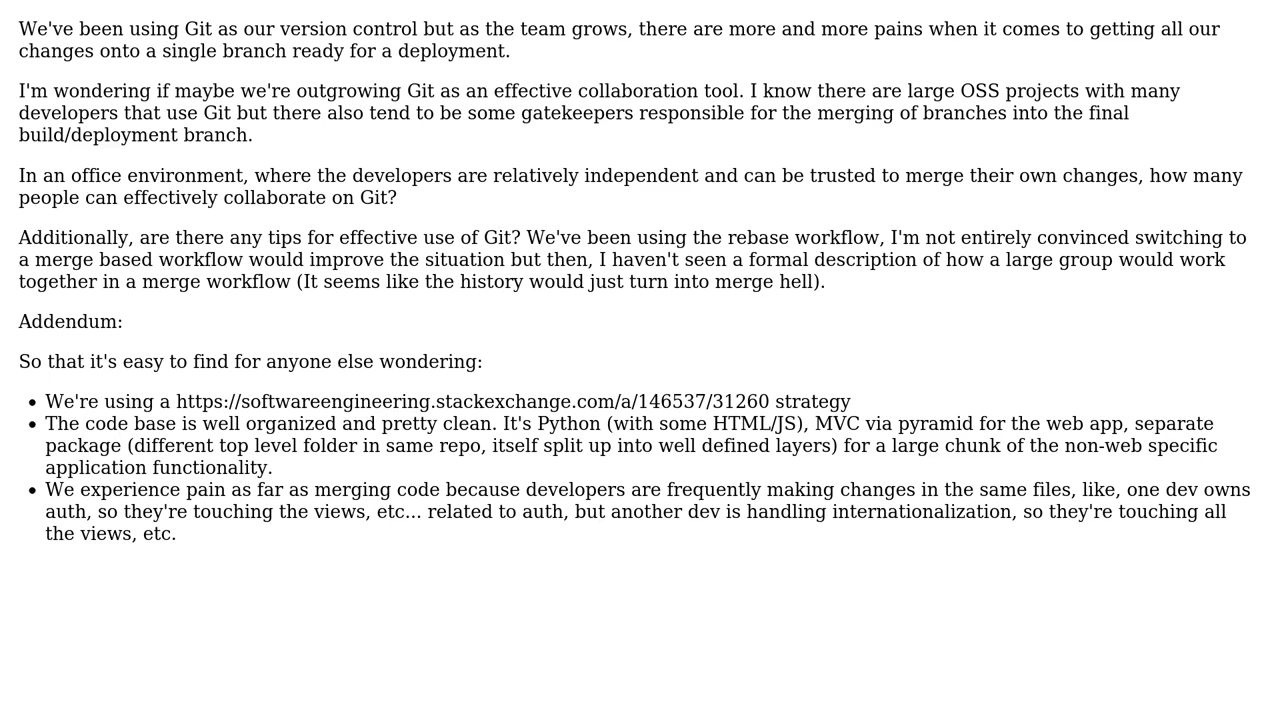 We've been using Git as our version control but as the team grows, there are more and more pains when it comes to getting all our
changes onto a single branch ready for a deployment.
I'm wondering if maybe we're outgrowing Git as an effective collaboration tool. I know there are large OSS projects with many
developers that use Git but there also tend to be some gatekeepers responsible for the merging of branches into the final
build/deployment branch.
In an office environment, where the developers are relatively independent and can be trusted to merge their own changes, how many
people can effectively collaborate on Git?
Additionally, are there any tips for effective use of Git? We've been using the rebase workflow, I'm not entirely convinced switching to
a merge based workflow would improve the situation but then, I haven't seen a formal description of how a large group would work
together in a merge workflow (It seems like the history would just turn into merge hell).
Addendum:
So that it's easy to find for anyone else wondering:
• We're using a https://softwareengineering.stackexchange.com/a/146537/31260 strategy
• The code base is well organized and pretty clean. It's Python (with some HTML/JS), MVC via pyramid for the web app, separate
package (different top level folder in same repo, itself split up into well defined layers) for a large chunk of the non-web specific
application functionality.
• We experience pain as far as merging code because developers are frequently making changes in the same files, like, one dev owns
auth, so they're touching the views, etc... related to auth, but another dev is handling internationalization, so they're touching all
the views, etc.